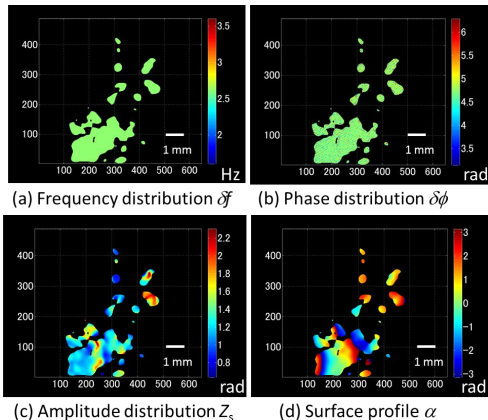 400
300
200
100
100 200 300 400 500 600
1 mm
3.5
3
2.5
2
Hz
(a) Frequency distribution δf
400
300
200
100
100 200 300 400 500 600
1 mm
6
5.5
5
4.5
4
3.5
rad
(b) Phase distribution δϕ
400
300
200
100
100 200 300 400 500 600
1 mm
2.2
2
1.8
1.6
1.4
1.2
1
0.8
rad
(c) Amplitude distribution Zs
400
300
200
100
100 200 300 400 500 600
1 mm
3
2
1
0
-1
-2
-3
rad
(d) Surface profile α